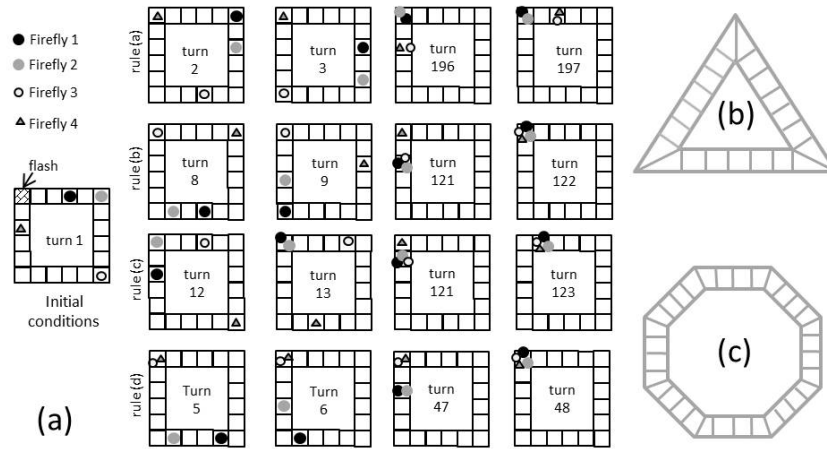 Firefly 1
Firefly 2
Firefly 3
Firefly 4
flash
turn 1
Initial
conditions
(a)
rule(a)
turn
2
turn
3
turn
196
turn
197
rule(b)
turn
8
turn
9
turn
121
turn
122
rule(c)
turn
12
turn
13
turn
121
turn
123
rule(d)
Turn
5
Turn
6
turn
47
turn
48
(b)
(c)